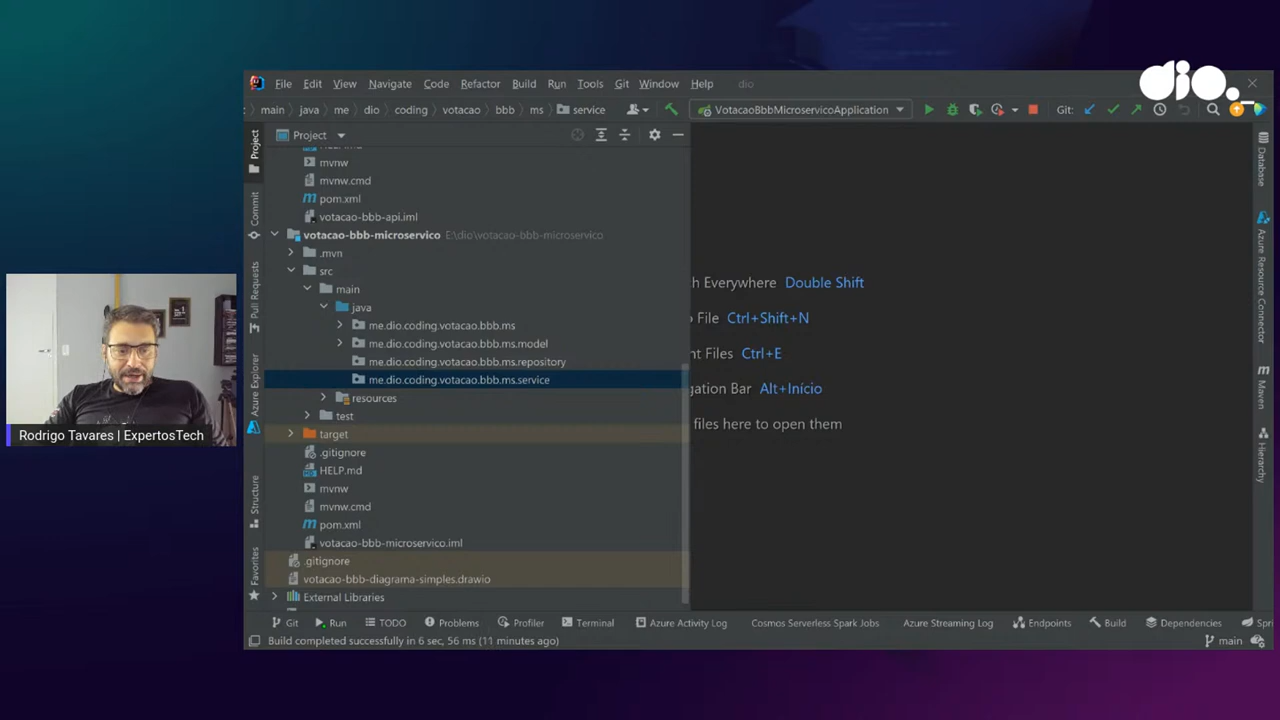 dio._
File Edit View Navigate Code Refactor Build Run Tools Git Window Help dio
main java me dio coding votacao bbb ms service VotacaoBbbMicroservicoApplication Git:
Project
mvnw
mvnw.cmd
pom.xml
votacao-bbb-api.iml
votacao-bbb-microservico E:\dio\votacao-bbb-microservico
.mvn
src
main
java
me.dio.coding.votacao.bbb.ms
me.dio.coding.votacao.bbb.ms.model
me.dio.coding.votacao.bbb.ms.repository
me.dio.coding.votacao.bbb.ms.service
resources
test
target
.gitignore
HELP.md
mvnw
mvnw.cmd
pom.xml
votacao-bbb-microservico.iml
.gitignore
votacao-bbb-diagrama-simples.drawio
External Libraries
h Everywhere Double Shift
File Ctrl+Shift+N
nt Files Ctrl+E
gation Bar Alt+Início
files here to open them
Project
Commit
Pull Requests
Azure Explorer
Structure
Favorites
Database
Azure Resource Connector
Maven
Hierarchy
Git Run TODO Problems Profiler Terminal Azure Activity Log Cosmos Serverless Spark Jobs Azure Streaming Log Endpoints Build Dependencies Spri
Build completed successfully in 6 sec, 56 ms (11 minutes ago) main
Rodrigo Tavares | ExpertosTech